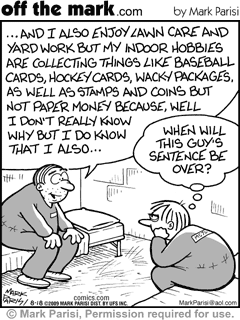 off the mark.com by Mark Parisi
...AND I ALSO ENJOY LAWN CARE AND
YARD WORK BUT MY INDOOR HOBBIES
ARE COLLECTING THINGS LIKE BASEBALL
CARDS, HOCKEY CARDS, WACKY PACKAGES,
AS WELL AS STAMPS AND COINS BUT
NOT PAPER MONEY BECAUSE, WELL
I DON'T REALLY KNOW
WHY BUT I DO KNOW
THAT I ALSO...
WHEN WILL
THIS GUY'S
SENTENCE BE
OVER?
MARK
PARISI
8-18
comics.com
©2009 MARK PARISI DIST. BY UFS INC.
MarkParisi@aol.com
© Mark Parisi, Permission required for use.